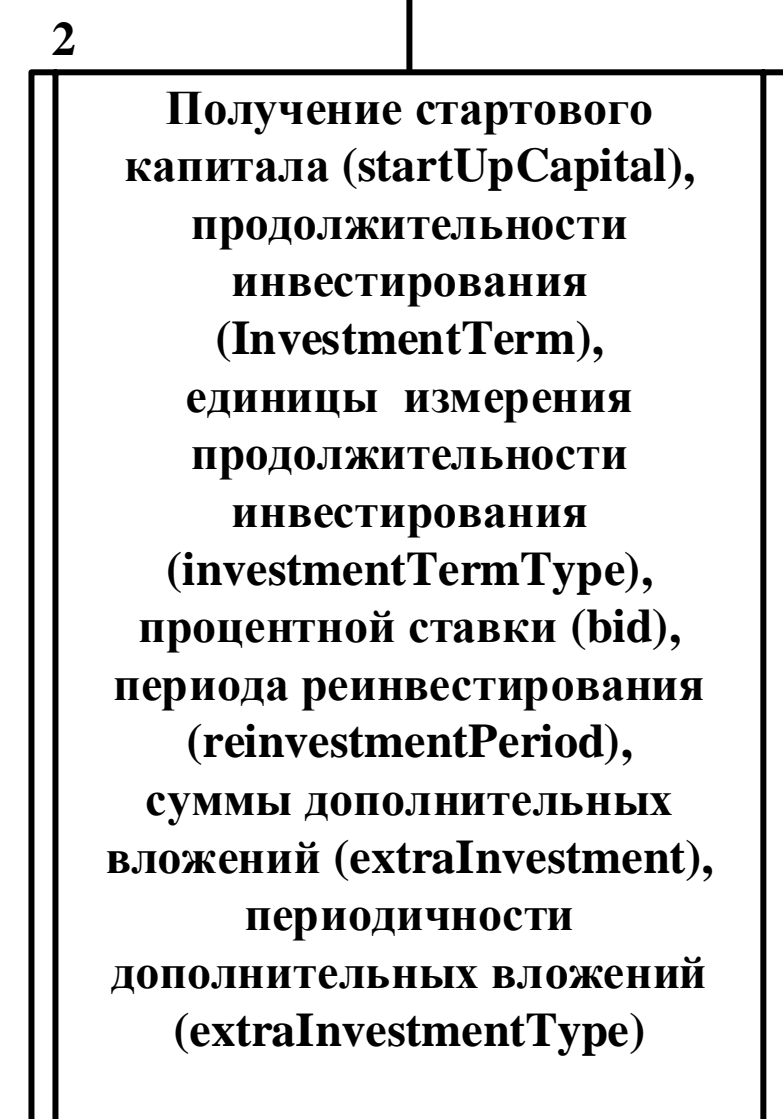 2
Получение стартового
капитала (startUpCapital),
продолжительности
инвестирования
(InvestmentTerm),
единицы  измерения
продолжительности
инвестирования
(investmentTermType),
процентной ставки (bid),
периода реинвестирования
(reinvestmentPeriod),
суммы дополнительных
вложений (extraInvestment),
периодичности
дополнительных вложений
(extraInvestmentType)